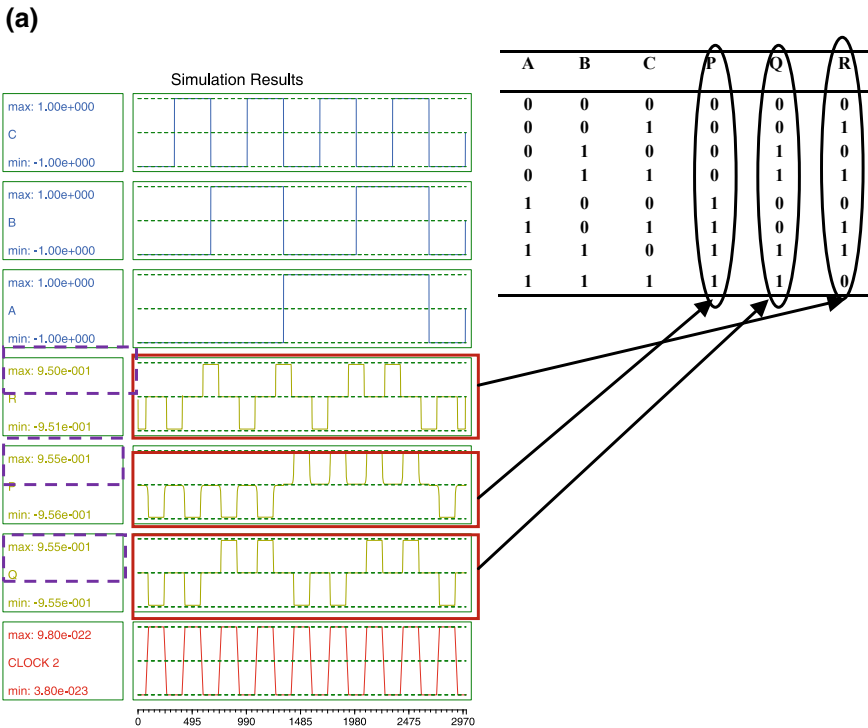 (a)
Simulation Results
max: 1.00e+000
C
min: -1.00e+000
max: 1.00e+000
B
min: -1.00e+000
max: 1.00e+000
A
min: -1.00e+000
max: 9.50e-001
R
min: -9.51e-001
max: 9.55e-001
P
min: -9.56e-001
max: 9.55e-001
Q
min: -9.55e-001
max: 9.80e-022
CLOCK 2
min: 3.80e-023
0 495 990 1485 1980 2475 2970
A B C P Q R
0 0 0 0 0 0
0 0 1 0 0 1
0 1 0 0 1 0
0 1 1 0 1 1
1 0 0 1 0 0
1 0 1 1 0 1
1 1 0 1 1 1
1 1 1 1 1 0